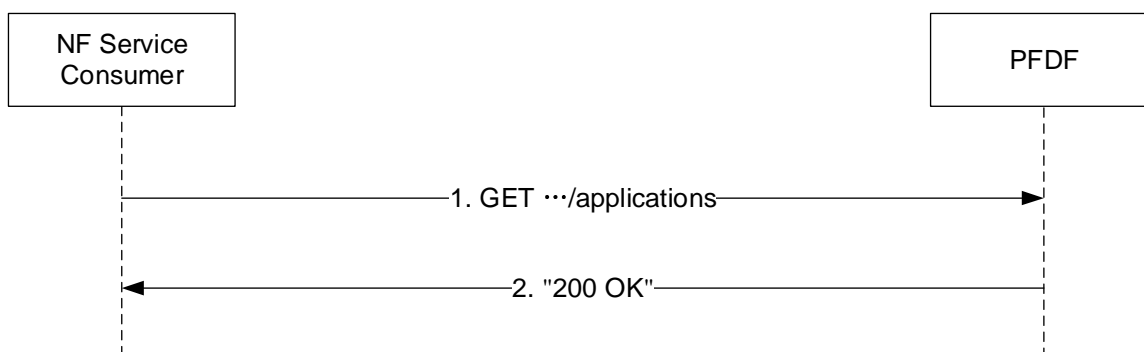 NF Service
Consumer
PFDF
1. GET ⋯/applications
2. "200 OK"